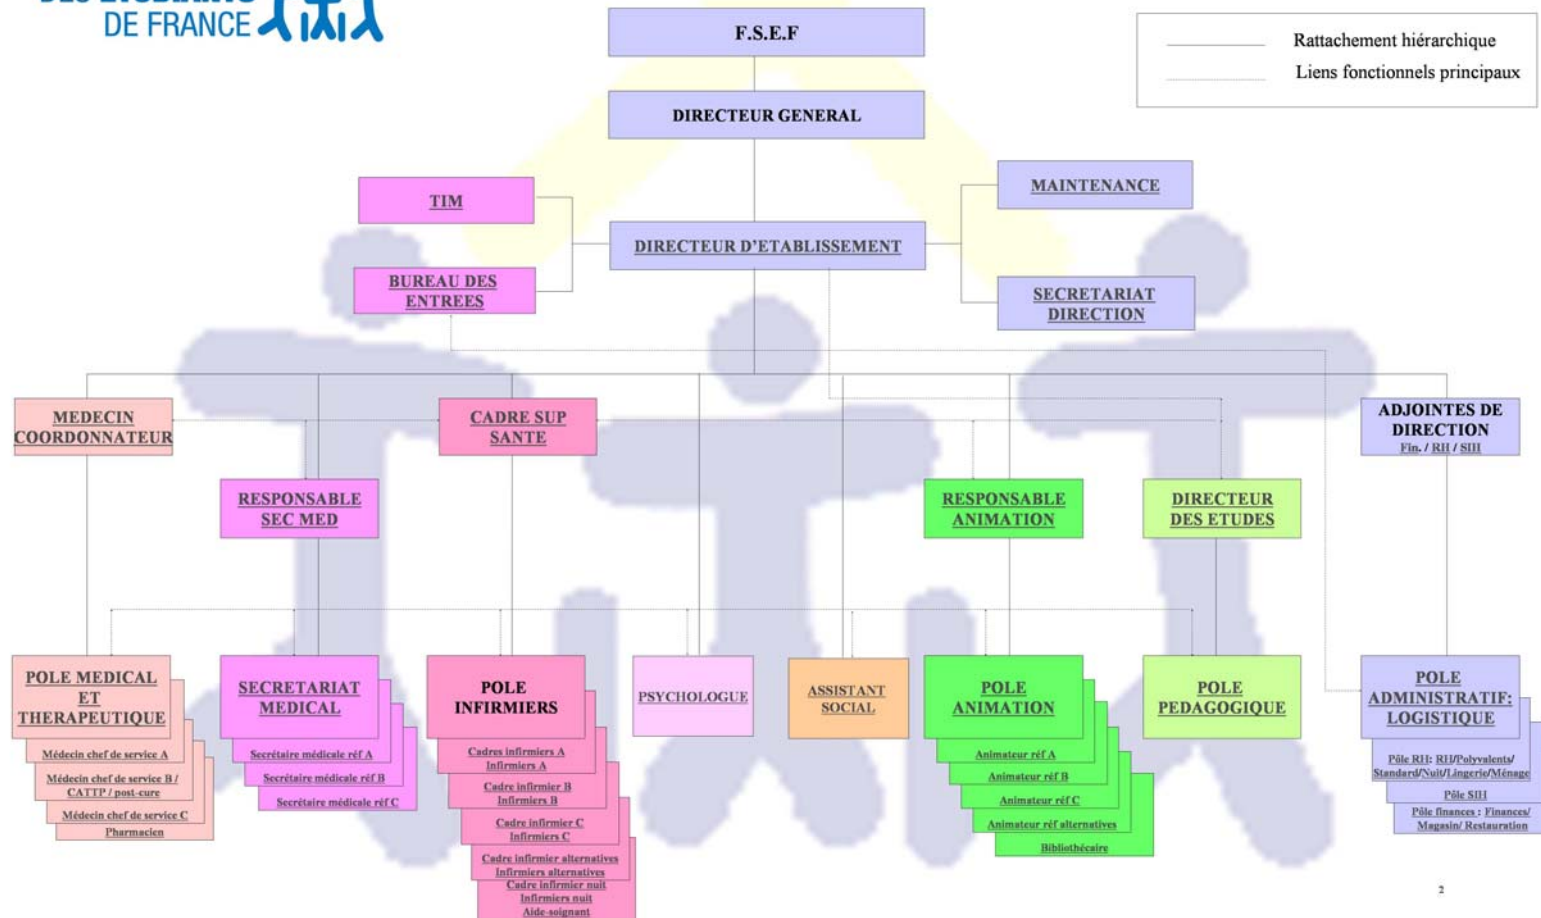 DE FRANCE
F.S.E.F
Rattachement hiérarchique
Liens fonctionnels principaux
DIRECTEUR GENERAL
TIM
MAINTENANCE
DIRECTEUR D'ETABLISSEMENT
BUREAU DES
ENTREES
SECRETARIAT
DIRECTION
MEDECIN
COORDONNATEUR
CADRE SUP
SANTE
ADJOINTES DE
DIRECTION
Fin. / RH / SIH
RESPONSABLE
SEC MED
RESPONSABLE
ANIMATION
DIRECTEUR
DES ETUDES
POLE MEDICAL
ET
THERAPEUTIQUE
Médecin chef de service A
Médecin chef de service B /
CATTP / post-cure
Médecin chef de service C
Pharmacien
SECRETARIAT
MEDICAL
Secrétaire médicale réf A
Secrétaire médicale réf B
Secrétaire médicale réf C
POLE
INFIRMIERS
Cadres infirmiers A
Infirmiers A
Cadre infirmier B
Infirmiers B
Cadre infirmier C
Infirmiers C
Cadre infirmier alternatives
Infirmiers alternatives
Cadre infirmier nuit
Infirmiers nuit
Aide-soignant
PSYCHOLOGUE
ASSISTANT
SOCIAL
POLE
ANIMATION
Animateur réf A
Animateur réf B
Animateur réf C
Animateur réf alternatives
Bibliothécaire
POLE
PEDAGOGIQUE
POLE
ADMINISTRATIF:
LOGISTIQUE
Pôle RH: RH/Polyvalents/
Standard/Nuit/Lingerie/Ménage
Pôle SIH
Pôle finances : Finances/
Magasin/ Restauration
2